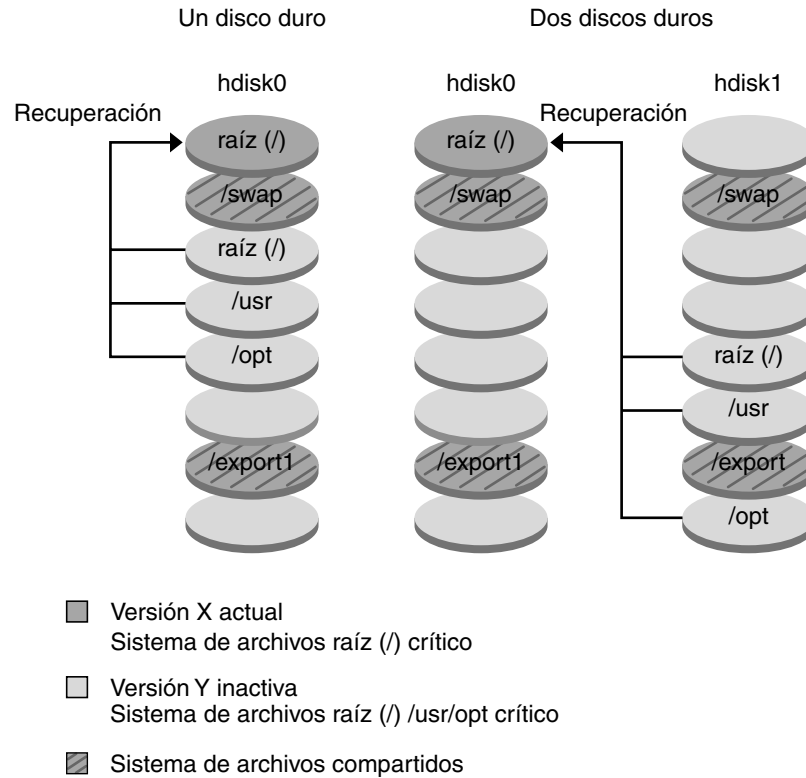 Un disco duro
Dos discos duros
hdisk0
hdisk0
hdisk1
Recuperación
raíz (/)
/swap
raíz (/)
/usr
/opt
/export1
raíz (/)
/swap
/export1
Recuperación
/swap
raíz (/)
/usr
/export
/opt
Versión X actual
Sistema de archivos raíz (/) crítico
Versión Y inactiva
Sistema de archivos raíz (/) /usr/opt crítico
Sistema de archivos compartidos